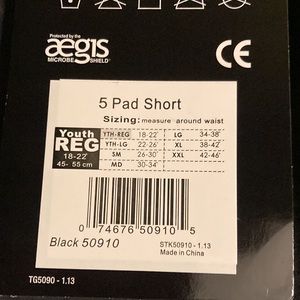 Protected by the
aegis
MICROBE SHIELD
CE
5 Pad Short
Sizing: measure around waist
Youth
REG
18-22"
45- 55 cm
YTH-REG 18-22" LG 34-38"
YTH-LG 22-26" XL 38-42"
SM 26-30" XXL 42-46"
MD 30-34"
0 74676 50910 5
Black 50910
STK50910 - 1.13
Made in China
TG5090 - 1.13